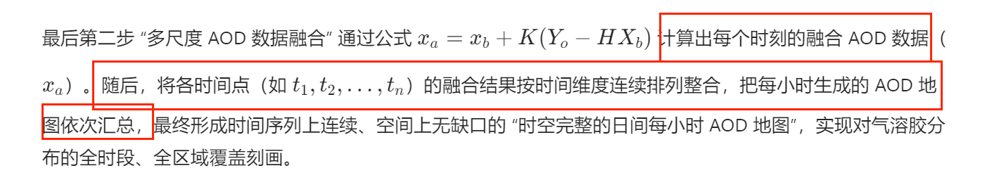 最后第二步 “多尺度 AOD 数据融合” 通过公式 xₐ = x_b + K(Yₒ − HX_b) 计算出每个时刻的融合 AOD 数据（
xₐ）。随后，将各时间点（如 t₁, t₂, . . . , tₙ）的融合结果按时间维度连续排列整合，把每小时生成的 AOD 地
图依次汇总，最终形成时间序列上连续、空间上无缺口的 “时空完整的日间每小时 AOD 地图”，实现对气溶胶分
布的全时段、全区域覆盖刻画。